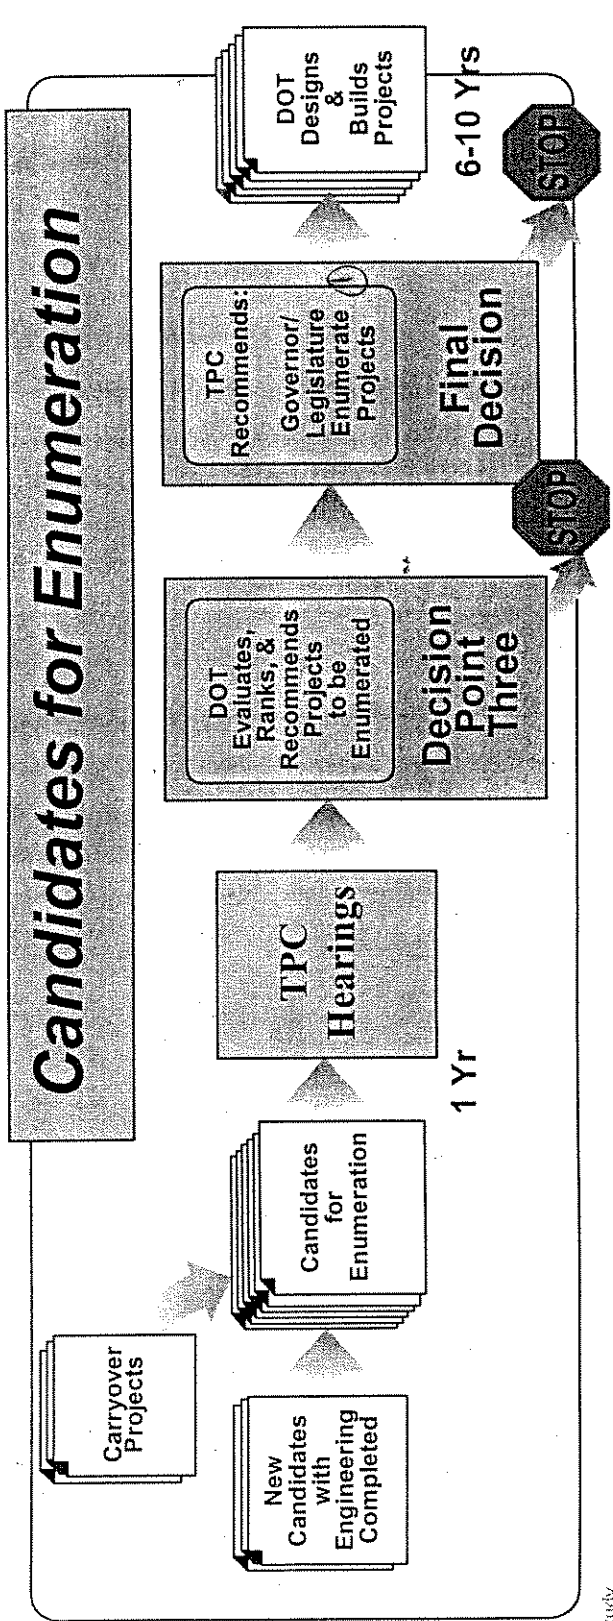 Candidates for Enumeration
Carryover
Projects
New
Candidates
with
Engineering
Completed
Candidates
for
Enumeration
1 Yr
TPC
Hearings
DOT
Evaluates,
Ranks, &
Recommends
Projects
to be
Enumerated
Decision
Point
Three
STOP
TPC
Recommends:
Governor/
Legislature
Enumerate
Projects
Final
Decision
STOP
DOT
Designs
&
Builds
Projects
6-10 Yrs